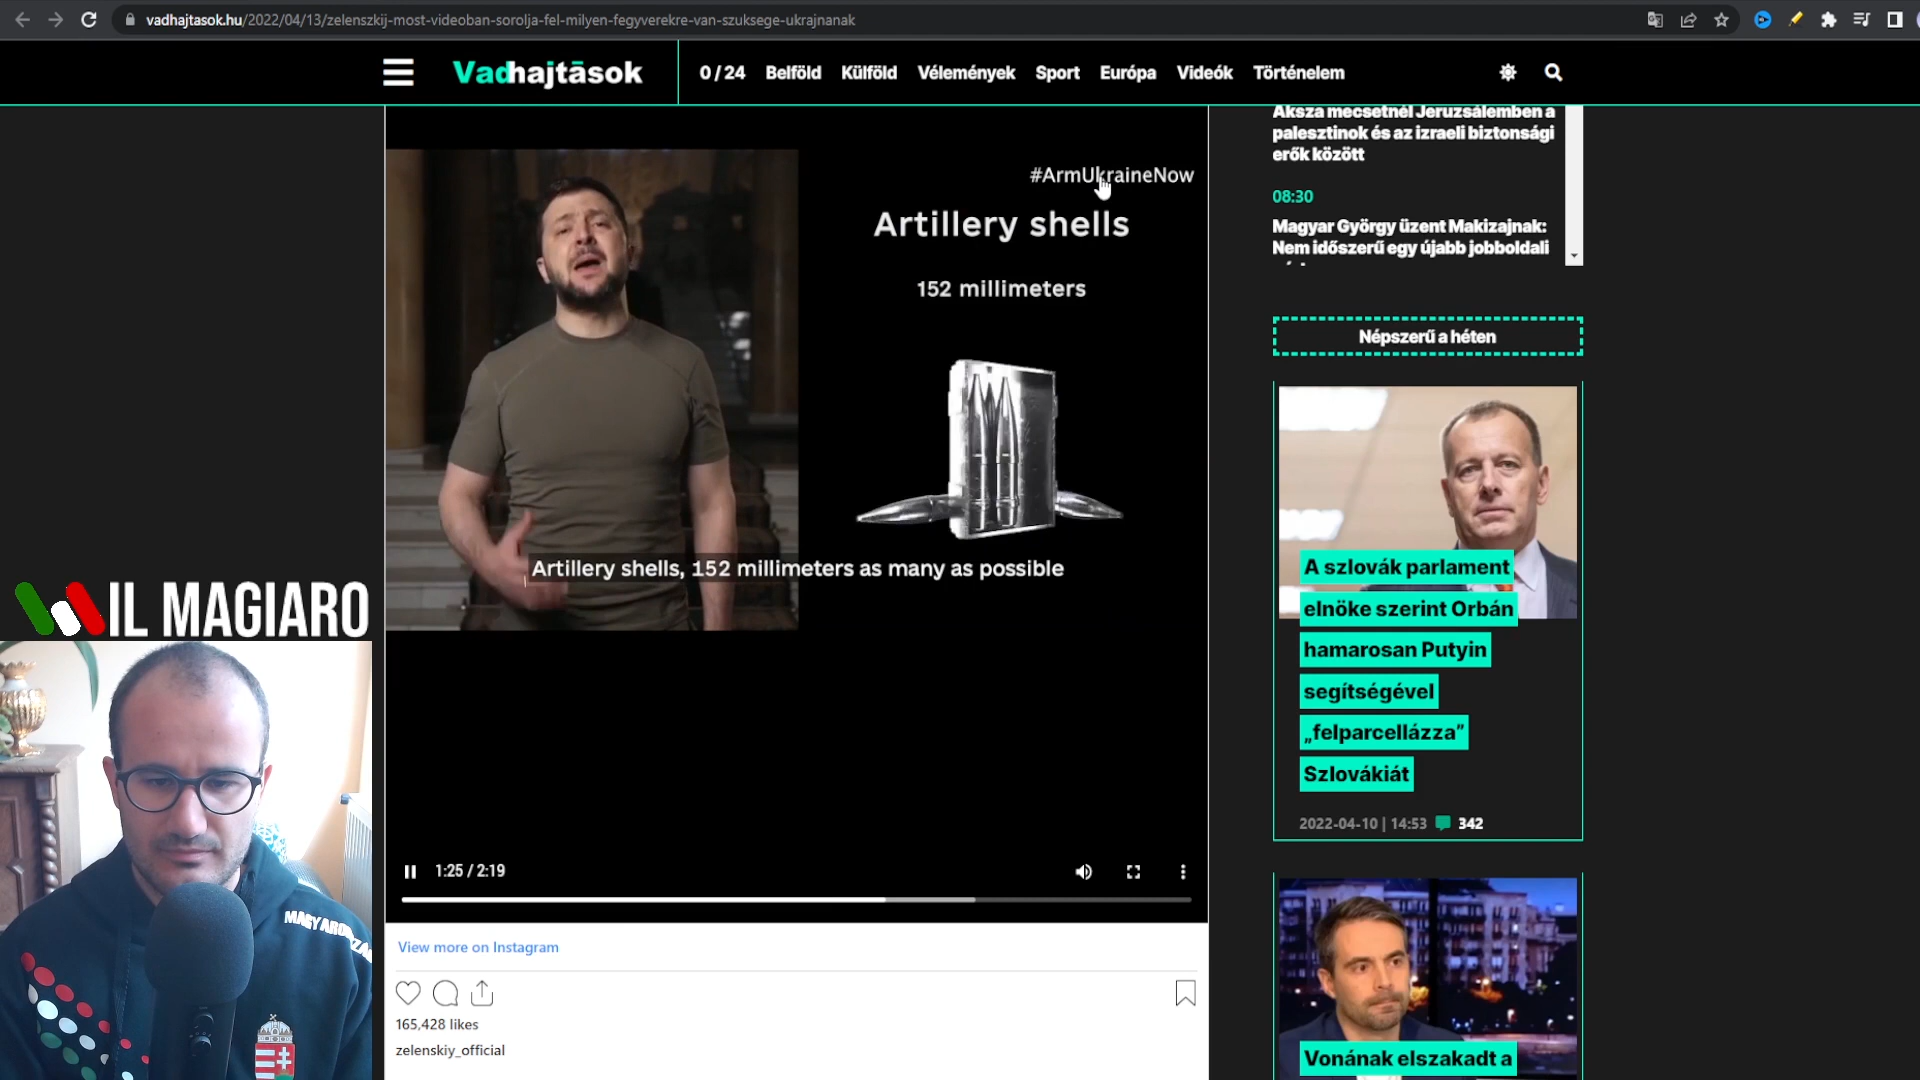 vadhajtasok.hu/2022/04/13/zelenszkij-most-videoban-sorolja-fel-milyen-fegyverekre-van-szuksege-ukrajnanak
Vadhajtāsok
0 / 24 Belföld Külföld Vélemények Sport Európa Videók Történelem
#ArmUkraineNow
Artillery shells
152 millimeters
Artillery shells, 152 millimeters as many as possible
1:25 / 2:19
View more on Instagram
165,428 likes
zelenskiy_official
Aksza mecsetnél Jeruzsálemben a
palesztinok és az izraeli biztonsági
erők között
08:30
Magyar György üzent Makizajnak:
Nem időszerű egy újabb jobboldali
Népszerű a héten
A szlovák parlament
elnöke szerint Orbán
hamarosan Putyin
segítségével
„felparcellázza”
Szlovákiát
2022-04-10 | 14:53 342
Vonának elszakadt a
IL MAGIARO